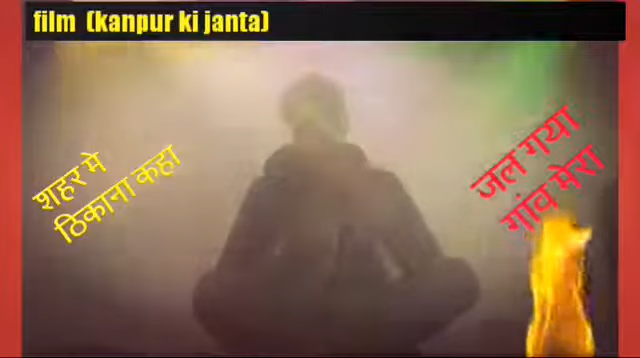 film (kanpur ki janta)
शहर मे
ठिकाना कहा
जल गया
गांव मेरा